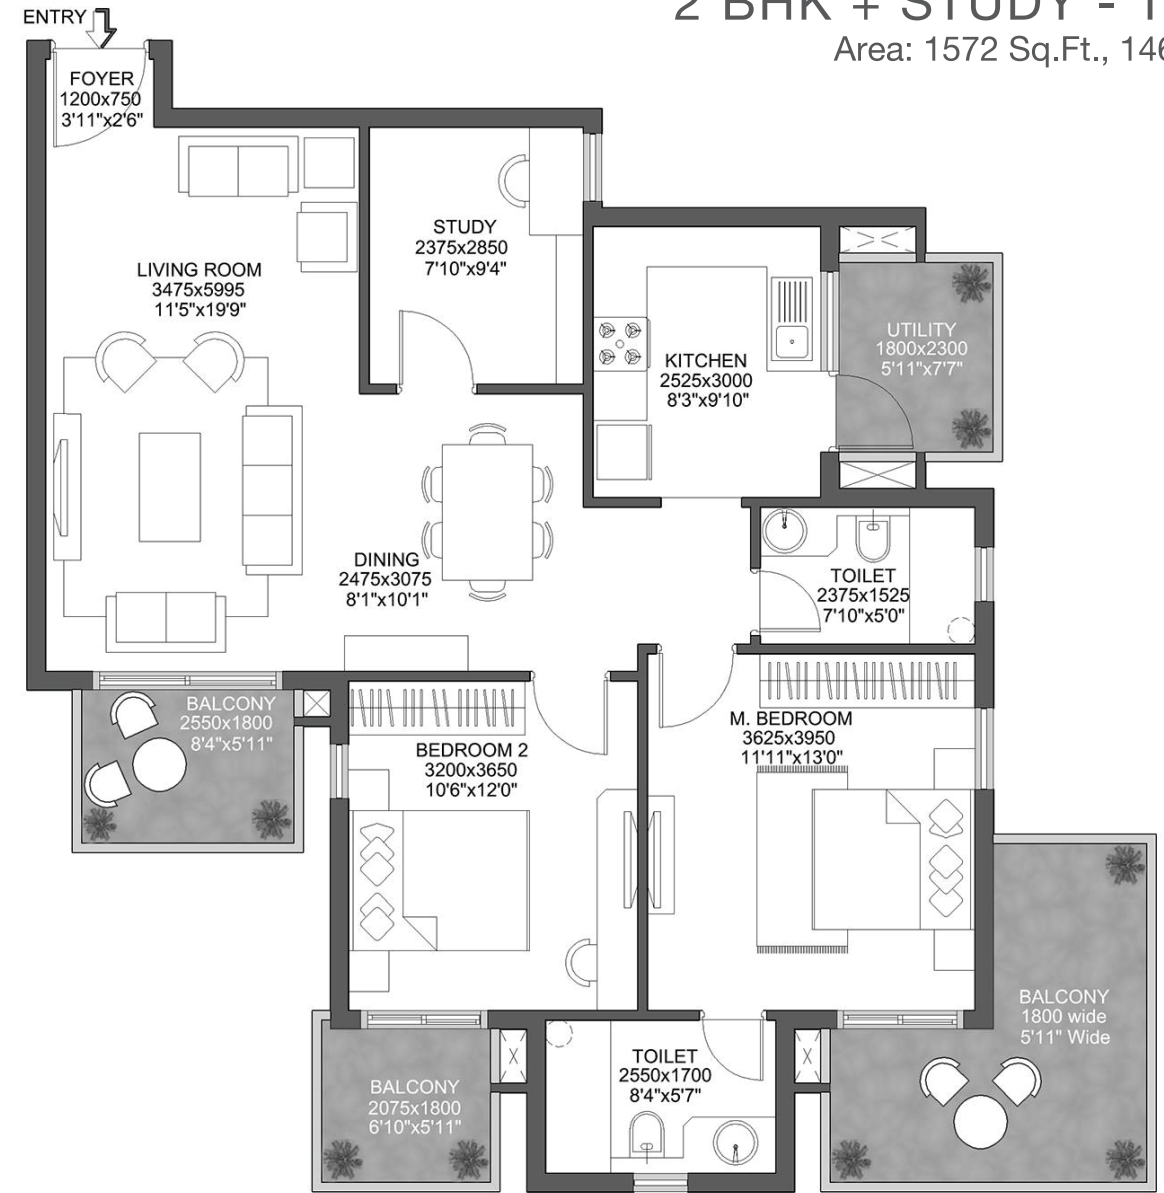 2 BHK + STUDY -
Area: 1572 Sq.Ft.,
ENTRY
FOYER
1200x750
3'11"x2'6"
LIVING ROOM
3475x5995
11'5"x19'9"
STUDY
2375x2850
7'10"x9'4"
KITCHEN
2525x3000
8'3"x9'10"
UTILITY
1800x2300
5'11"x7'7"
DINING
2475x3075
8'1"x10'1"
TOILET
2375x1525
7'10"x5'0"
BALCONY
2550x1800
8'4"x5'11"
BEDROOM 2
3200x3650
10'6"x12'0"
M. BEDROOM
3625x3950
11'11"x13'0"
BALCONY
1800 wide
5'11" Wide
BALCONY
2075x1800
6'10"x5'11"
TOILET
2550x1700
8'4"x5'7"